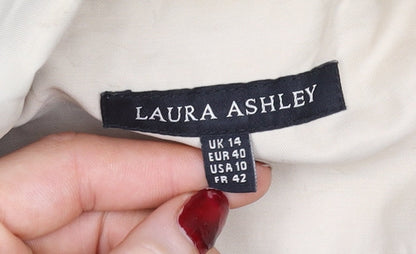 LAURA ASHLEY
UK 14
EUR 40
USA 10
FR 42